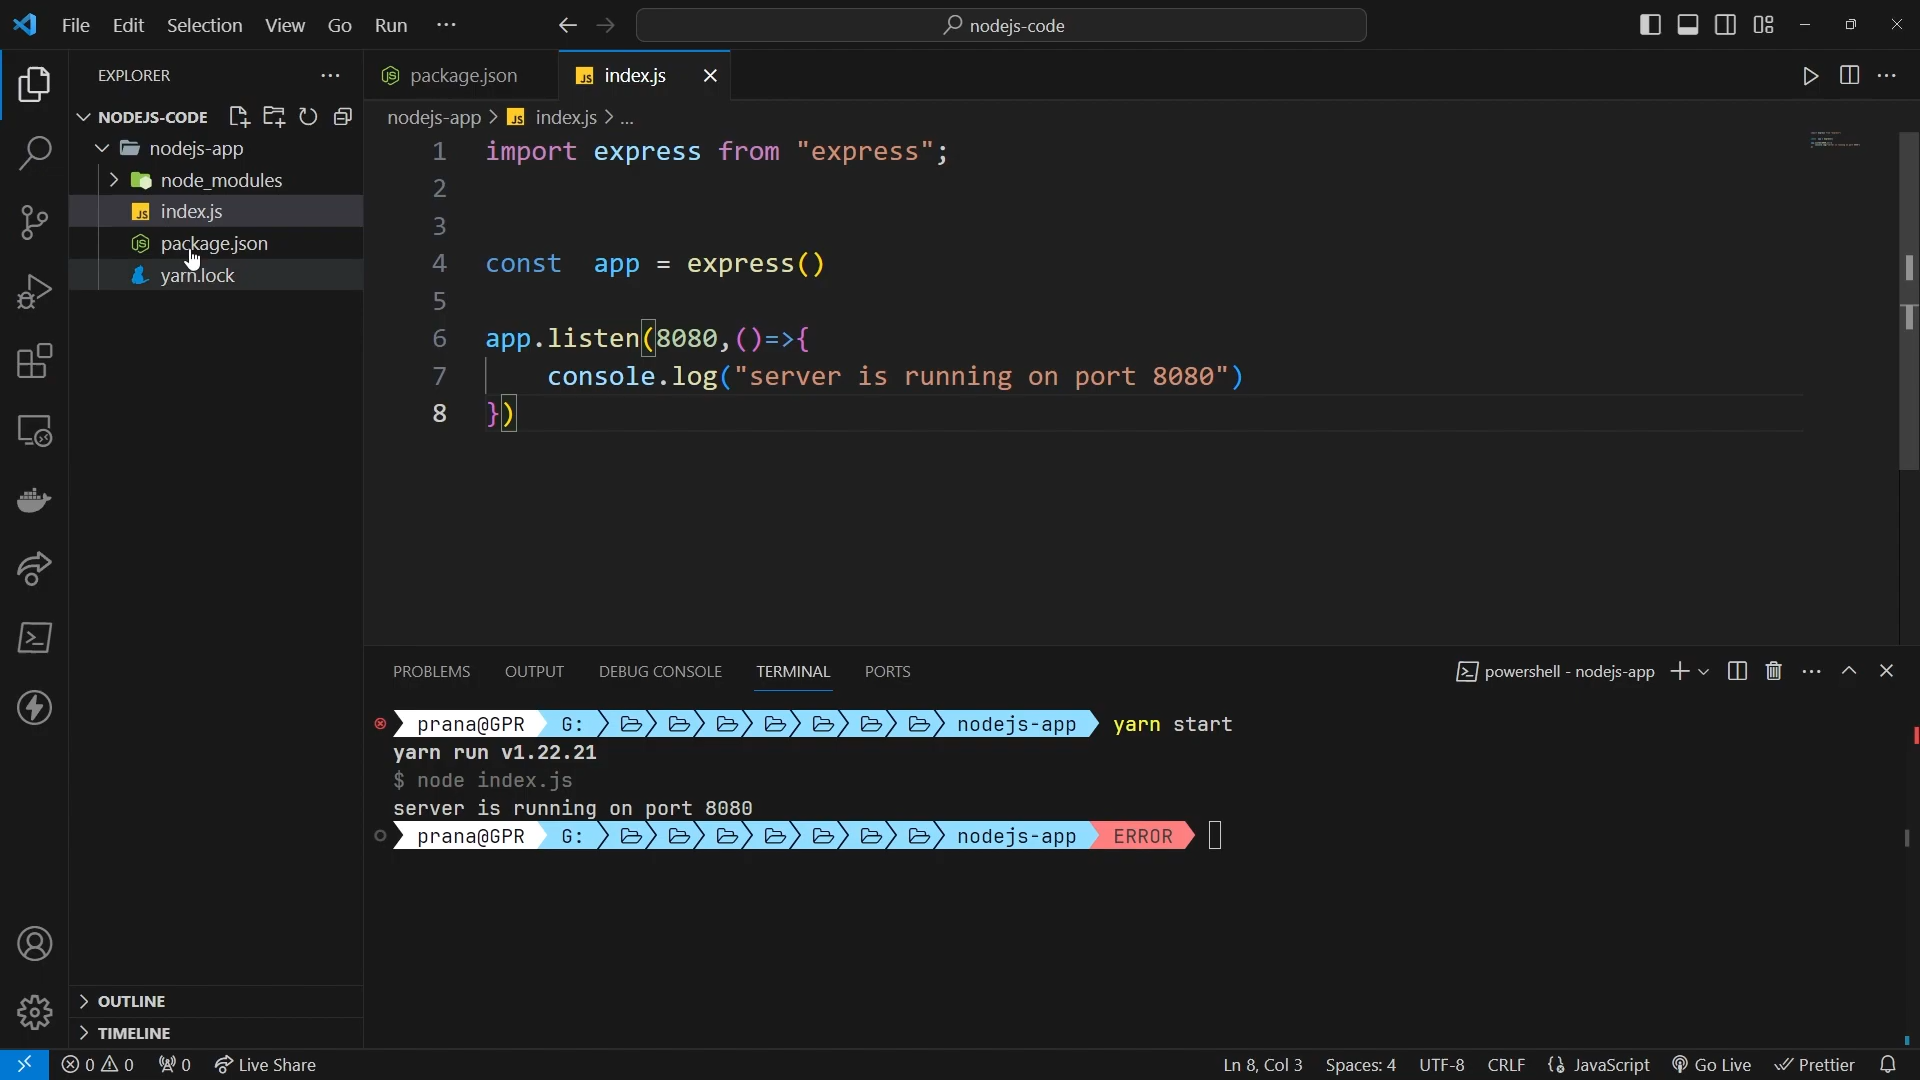 File Edit Selection View Go Run ···
nodejs-code
EXPLORER
NODEJS-CODE
nodejs-app
node_modules
index.js
package.json
yarn.lock
OUTLINE
TIMELINE
package.json
index.js
nodejs-app > JS index.js > ...
1 import express from "express";
2
3
4 const  app = express()
5
6 app.listen(8080,()=>{
7     console.log("server is running on port 8080")
8 })
PROBLEMS OUTPUT DEBUG CONSOLE TERMINAL PORTS
powershell - nodejs-app
prana@GPR G: nodejs-app yarn start
yarn run v1.22.21
$ node index.js
server is running on port 8080
prana@GPR G: nodejs-app ERROR
0 0 0 Live Share
Ln 8, Col 3 Spaces: 4 UTF-8 CRLF {} JavaScript Go Live Prettier